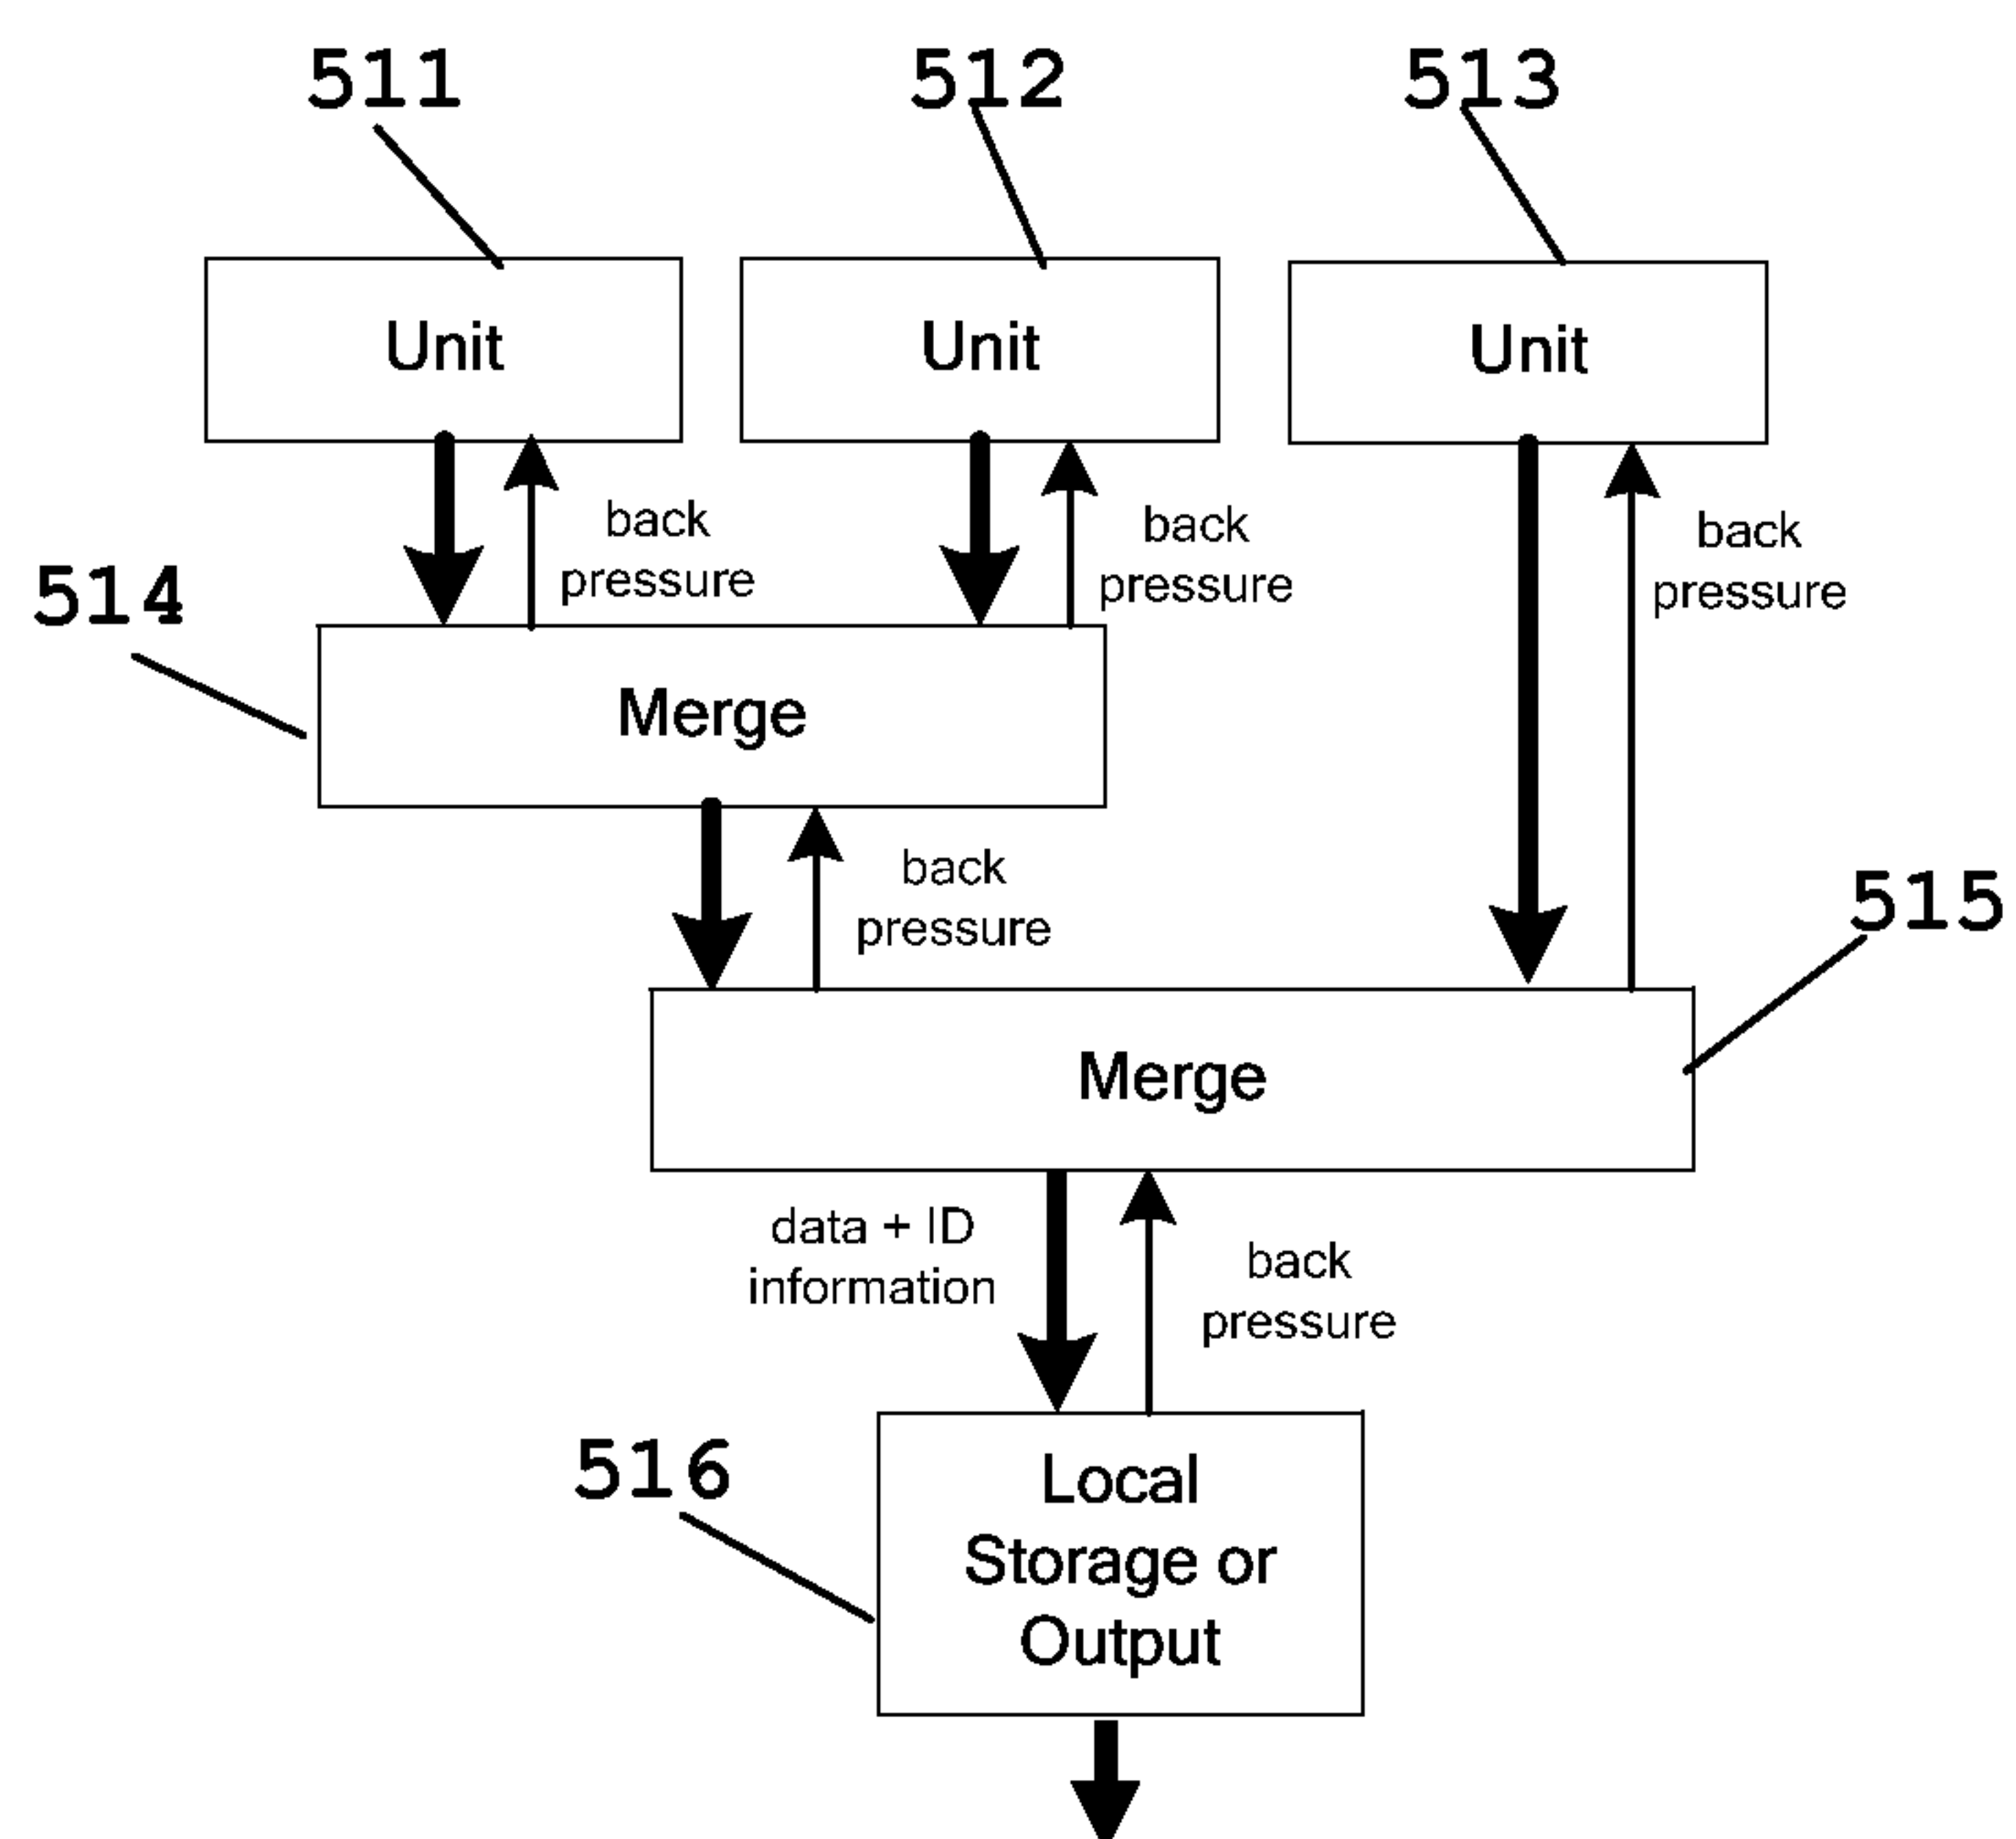 511
512
513
Unit
Unit
Unit
back
pressure
back
pressure
back
pressure
514
Merge
back
pressure
515
Merge
data + ID
information
back
pressure
516
Local
Storage or
Output